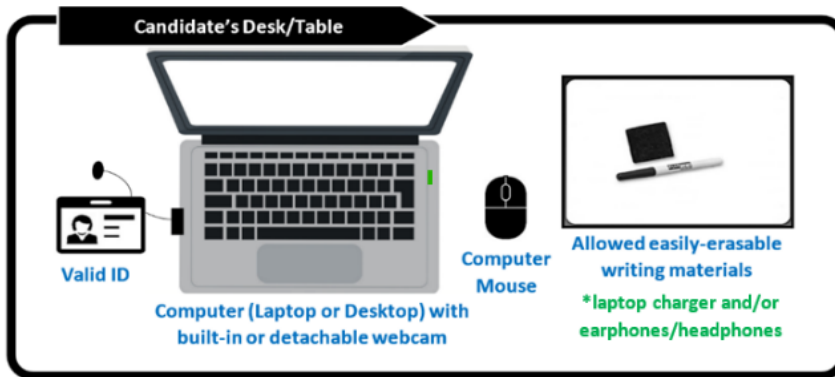 Candidate's Desk/Table
Valid ID
Computer (Laptop or Desktop) with
built-in or detachable webcam
Computer
Mouse
Allowed easily-erasable
writing materials
*laptop charger and/or
earphones/headphones